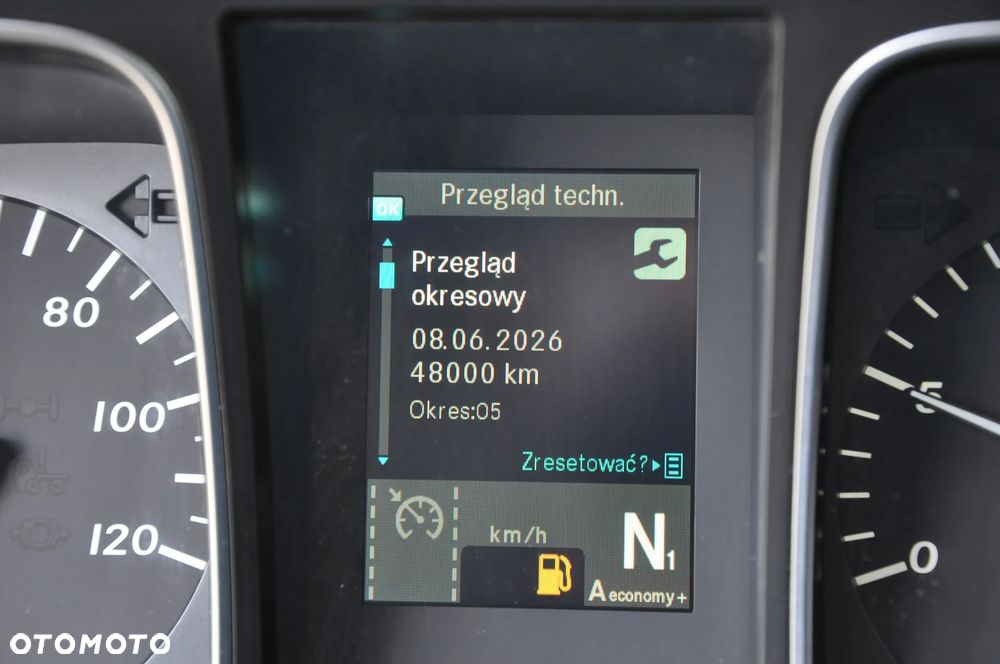 Przegląd techn.
OK
Przegląd
okresowy
08.06.2026
48000 km
Okres:05
Zresetować?
km/h
N1
A economy+
80
100
120
5
0
OTOMOTO